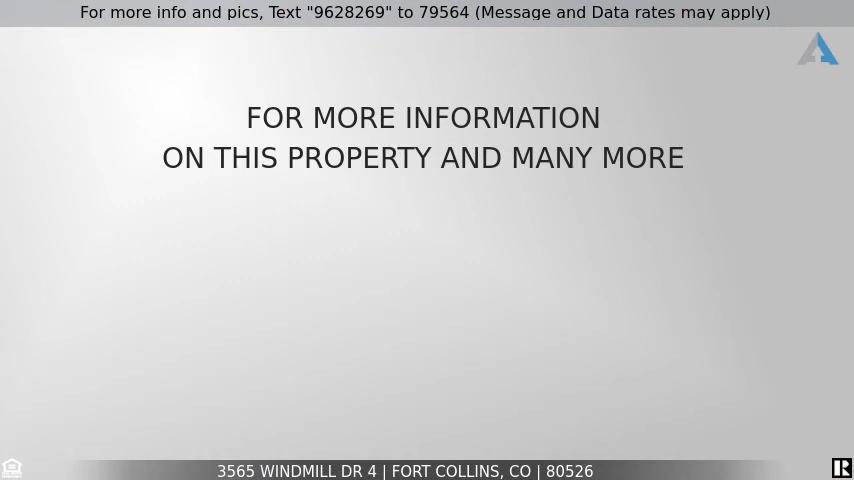 For more info and pics, Text "9628269" to 79564 (Message and Data rates may apply)
FOR MORE INFORMATION
ON THIS PROPERTY AND MANY MORE
3565 WINDMILL DR 4 | FORT COLLINS, CO | 80526